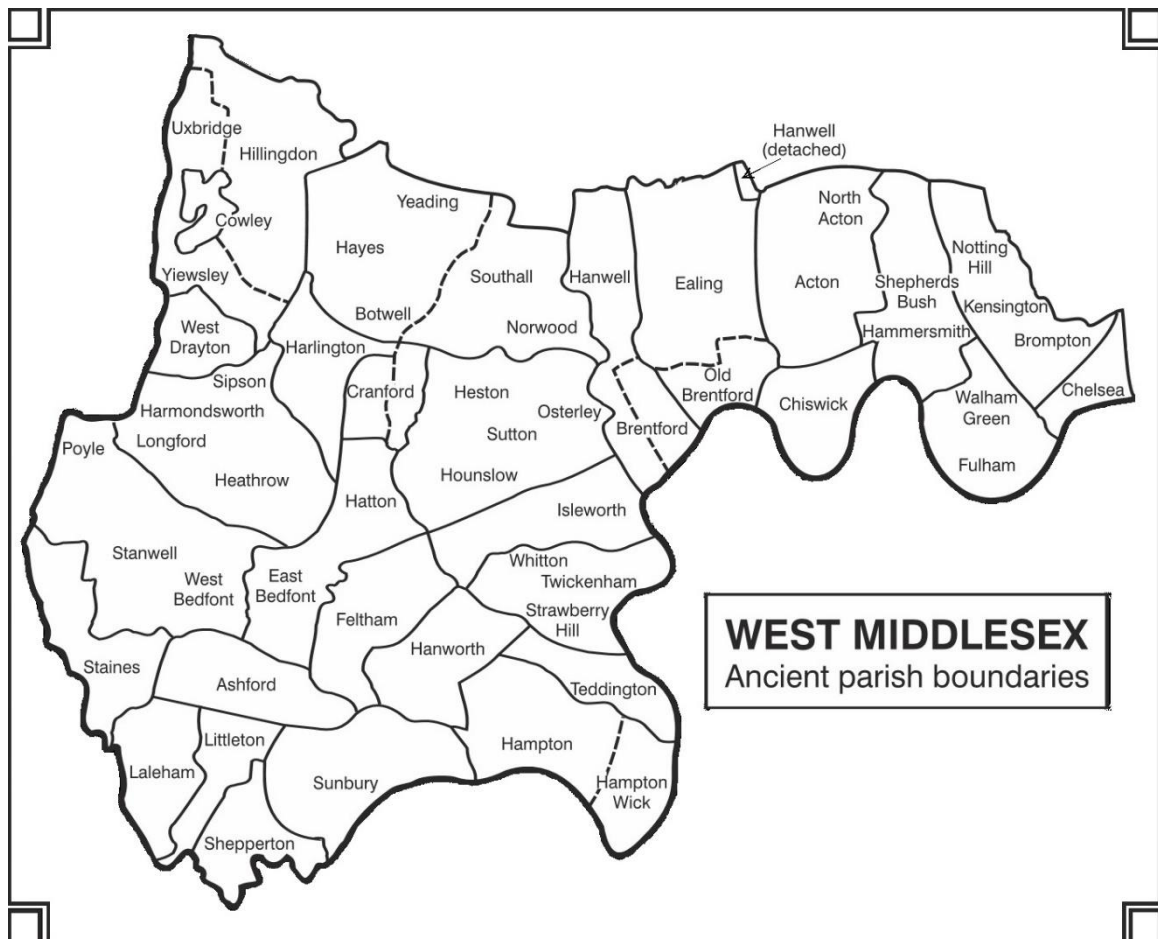 Hanwell
(detached)
Uxbridge
Hillingdon
Cowley
Yiewsley
Yeading
Hayes
Botwell
Southall
Norwood
Hanwell
Ealing
North
Acton
Acton
Shepherds
Bush
Hammersmith
Notting
Hill
Kensington
Brompton
Chelsea
West
Drayton
Harlington
Sipson
Cranford
Harmondsworth
Longford
Heathrow
Poyle
Heston
Osterley
Sutton
Hounslow
Brentford
Old
Brentford
Chiswick
Walham
Green
Fulham
Hatton
Isleworth
Stanwell
West
Bedfont
East
Bedfont
Feltham
Whitton
Twickenham
Strawberry
Hill
Hanworth
Teddington
Staines
Ashford
Littleton
Laleham
Sunbury
Shepperton
Hampton
Hampton
Wick
WEST MIDDLESEX
Ancient parish boundaries